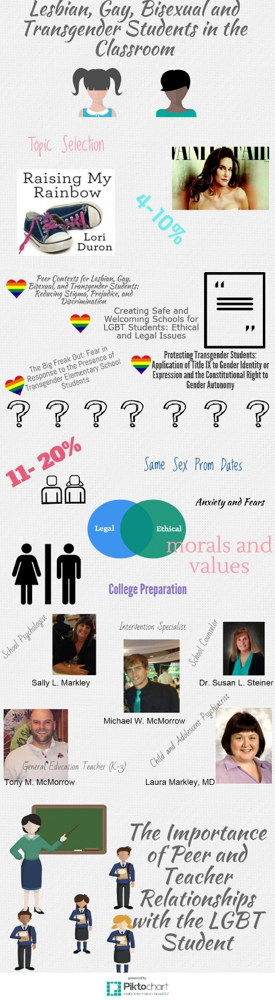 Lesbian, Gay, Bisexual and
Transgender Students in the
Classroom
Topic Selection
VANITY FAIR
Raising My
Rainbow
Lori
Duron
4-10%
Peer Contexts for Lesbian, Gay,
Bisexual, and Transgender Students:
Reducing Stigma, Prejudice, and
Discrimination
Creating Safe and
Welcoming Schools for
LGBT Students: Ethical
and Legal Issues
"
"
The Big Freak Out: Fear in
Response to the Presence of
Transgender Elementary School
Students
Protecting Transgender Students:
Application of Title IX to Gender Identity or
Expression and the Constitutional Right to
Gender Autonomy
? ? ? ? ? ? ?
11- 20%
Same Sex Prom Dates
Anxiety and Fears
Legal
Ethical
morals and
values
College Preparation
School Psychologist
Sally L. Markley
Intervention Specialist
Michael W. McMorrow
School Counselor
Dr. Susan L. Steiner
General Education Teacher (K-3)
Tony M. McMorrow
Child and Adolescent Psychiatrist
Laura Markley, MD
The Importance
of Peer and
Teacher
Relationships
with the LGBT
Student
powered by
Piktochart
make information beautiful